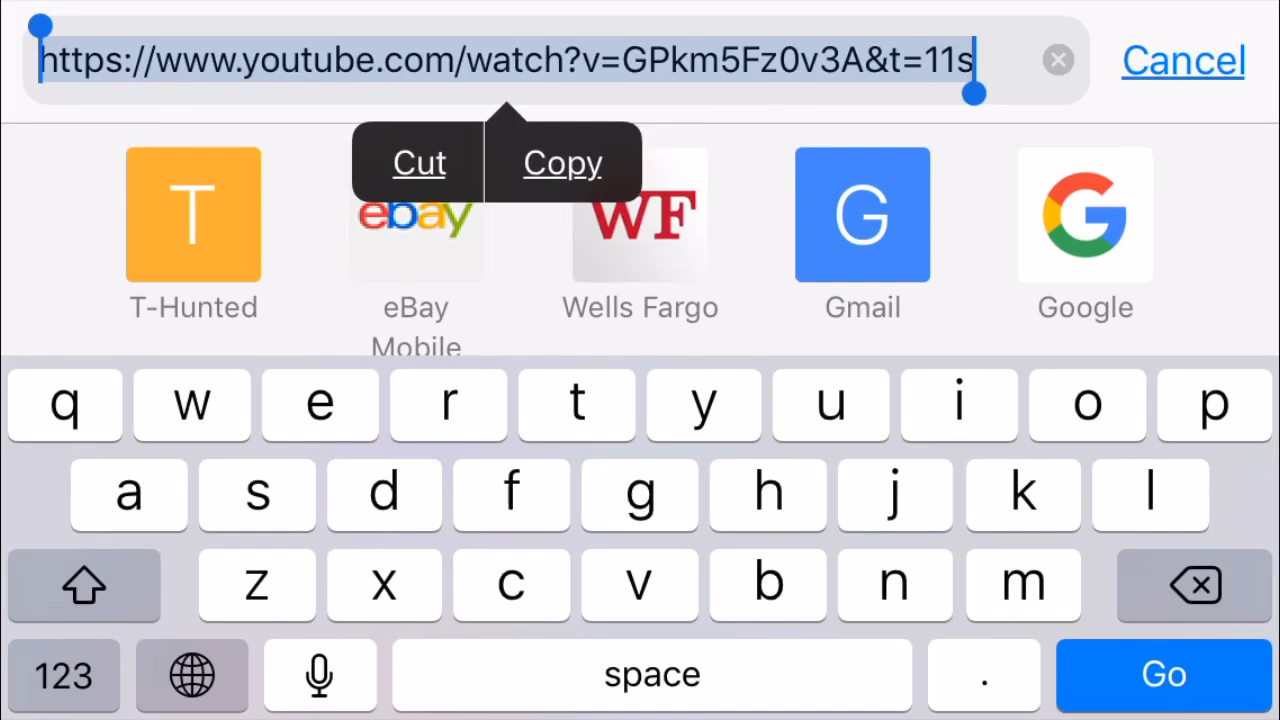 https://www.youtube.com/watch?v=GPkm5Fz0v3A&t=11s
Cancel
Cut Copy
T ebay WF G G
T-Hunted eBay Mobile Wells Fargo Gmail Google
q w e r t y u i o p
a s d f g h j k l
z x c v b n m
123 space . Go